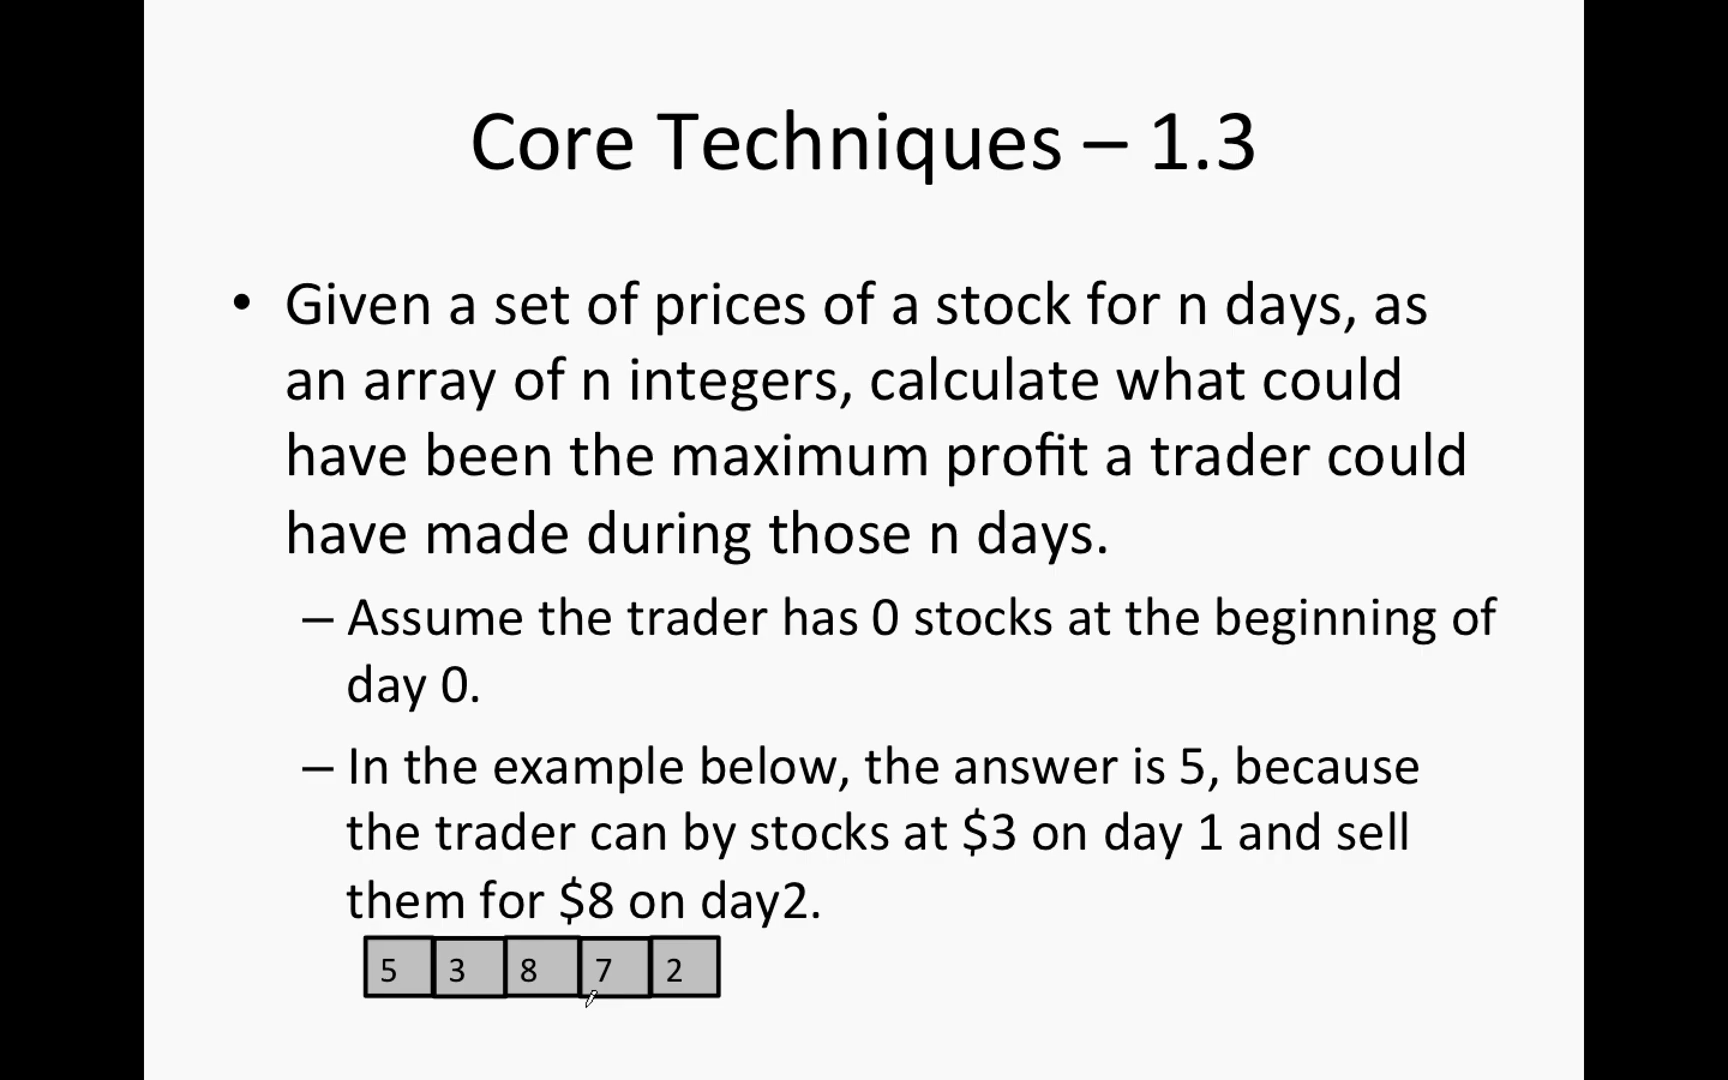 Core Techniques – 1.3
• Given a set of prices of a stock for n days, as
an array of n integers, calculate what could
have been the maximum profit a trader could
have made during those n days.
– Assume the trader has 0 stocks at the beginning of
day 0.
– In the example below, the answer is 5, because
the trader can by stocks at $3 on day 1 and sell
them for $8 on day2.
5 3 8 7 2